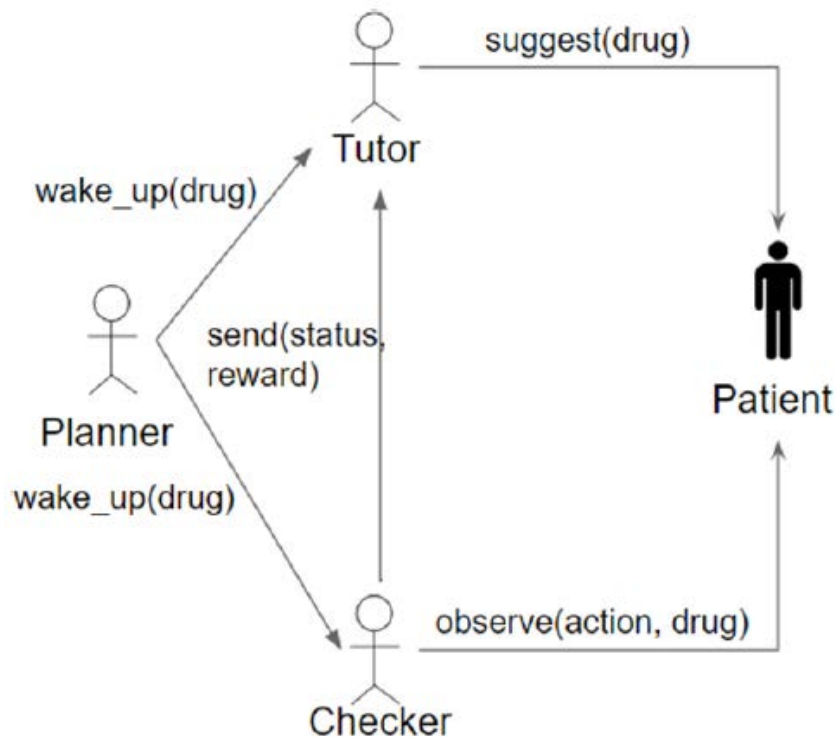 suggest(drug)
Tutor
wake_up(drug)
send(status,
reward)
Patient
Planner
wake_up(drug)
observe(action, drug)
Checker